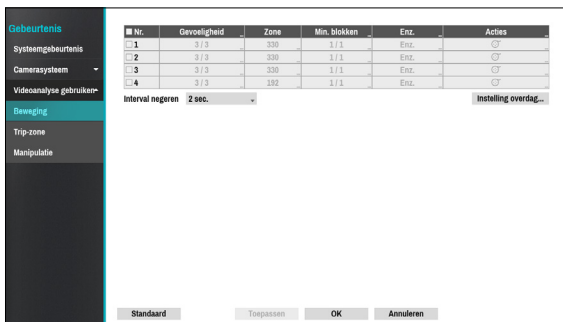 Gebeurtenis
Systeemgebeurtenis
Camerasysteem
Videoanalyse gebruiken
Beweging
Trip-zone
Manipulatie
Nr. Gevoeligheid Zone Min. blokken Enz. Acties
1 3 / 3 330 1 / 1 Enz.
2 3 / 3 330 1 / 1 Enz.
3 3 / 3 330 1 / 1 Enz.
4 3 / 3 192 1 / 1 Enz.
Interval negeren 2 sec. Instelling overdag...
Standaard Toepassen OK Annuleren